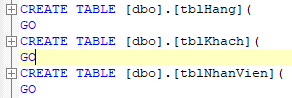 CREATE TABLE [dbo].[tblHang](
GO
CREATE TABLE [dbo].[tblKhach](
GO
CREATE TABLE [dbo].[tblNhanVien](
GO